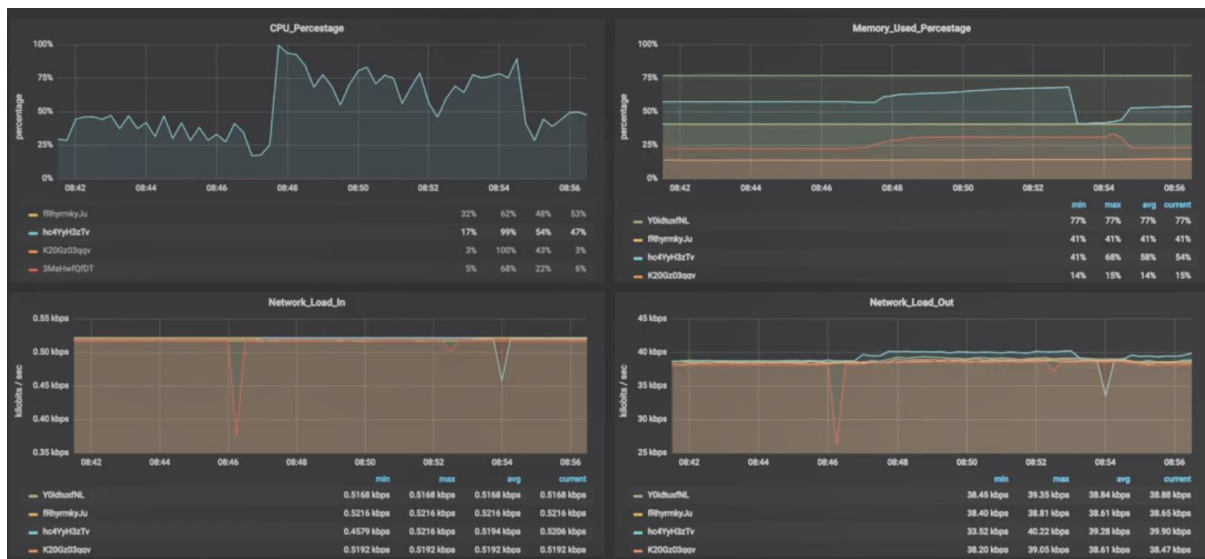 CPU_Percestage
100%
75%
50%
25%
0%
percentage
08:42 08:44 08:46 08:48 08:50 08:52 08:54 08:56
fRhyrmkyJu 32% 62% 48% 53%
hc4YyH3zTv 17% 99% 54% 47%
K20Gz03qqv 3% 100% 43% 3%
3MsHwfQfDT 5% 68% 22% 6%
Memory_Used_Percestage
100%
75%
50%
25%
0%
percentage
08:42 08:44 08:46 08:48 08:50 08:52 08:54 08:56
min max avg current
Y0ldtuxfNL 77% 77% 77% 77%
fRhyrmkyJu 41% 41% 41% 41%
hc4YyH3zTv 41% 68% 58% 54%
K20Gz03qqv 14% 15% 14% 15%
Network_Load_In
0.55 kbps
0.50 kbps
0.45 kbps
0.40 kbps
0.35 kbps
kilobits / sec
08:42 08:44 08:46 08:48 08:50 08:52 08:54 08:56
min max avg current
Y0ldtuxfNL 0.5168 kbps 0.5168 kbps 0.5168 kbps 0.5168 kbps
fRhyrmkyJu 0.5216 kbps 0.5216 kbps 0.5216 kbps 0.5216 kbps
hc4YyH3zTv 0.4579 kbps 0.5216 kbps 0.5194 kbps 0.5206 kbps
K20Gz03qqv 0.5192 kbps 0.5192 kbps 0.5192 kbps 0.5192 kbps
Network_Load_Out
45 kbps
40 kbps
35 kbps
30 kbps
25 kbps
kilobits / sec
08:42 08:44 08:46 08:48 08:50 08:52 08:54 08:56
min max avg current
Y0ldtuxfNL 38.45 kbps 39.35 kbps 38.84 kbps 38.88 kbps
fRhyrmkyJu 38.40 kbps 38.81 kbps 38.61 kbps 38.65 kbps
hc4YyH3zTv 33.52 kbps 40.22 kbps 39.28 kbps 39.90 kbps
K20Gz03qqv 38.20 kbps 39.05 kbps 38.61 kbps 38.47 kbps